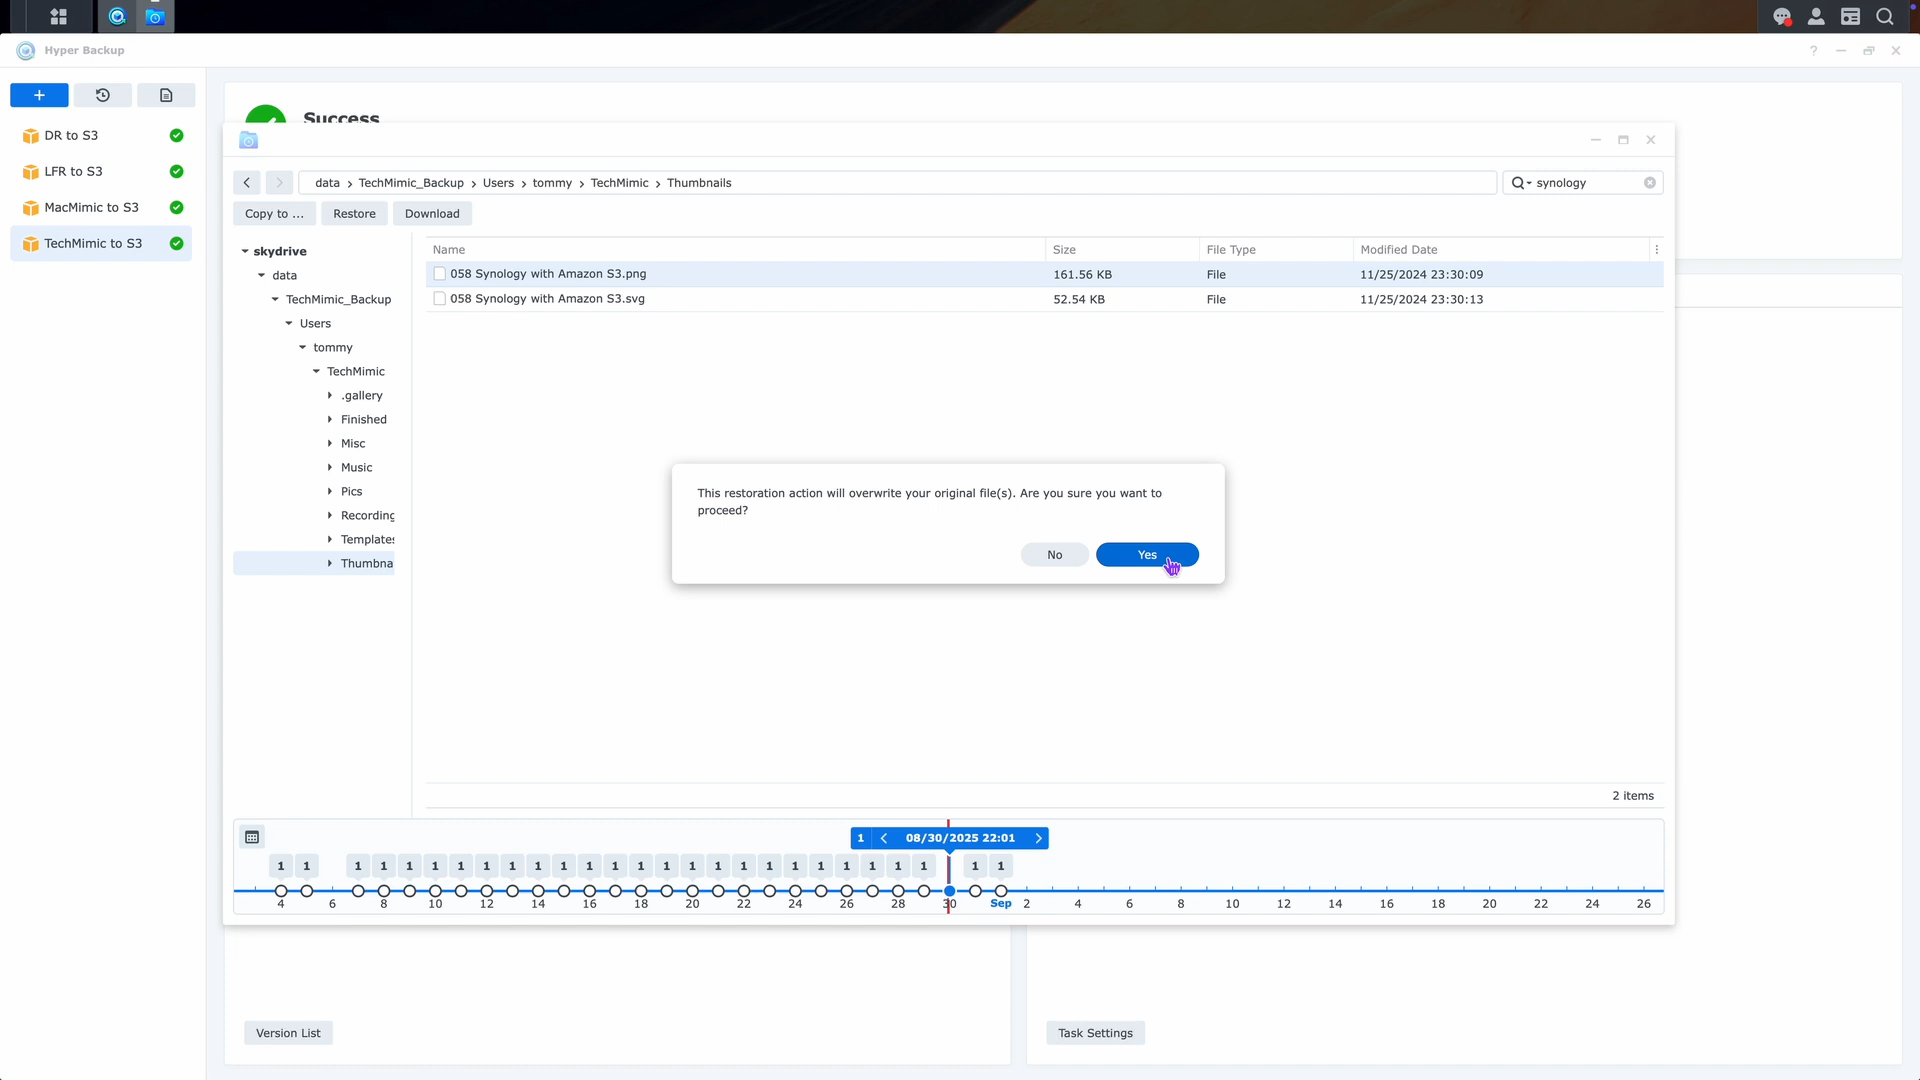 Hyper Backup
?
+
DR to S3
LFR to S3
MacMimic to S3
TechMimic to S3
Success
data › TechMimic_Backup › Users › tommy › TechMimic › Thumbnails
synology
Copy to ...
Restore
Download
skydrive
data
TechMimic_Backup
Users
tommy
TechMimic
.gallery
Finished
Misc
Music
Pics
Recording
Templates
Thumbna
Name Size File Type Modified Date
058 Synology with Amazon S3.png 161.56 KB File 11/25/2024 23:30:09
058 Synology with Amazon S3.svg 52.54 KB File 11/25/2024 23:30:13
This restoration action will overwrite your original file(s). Are you sure you want to
proceed?
No
Yes
2 items
1 08/30/2025 22:01
1 1 1 1 1 1 1 1 1 1 1 1 1 1 1 1 1 1 1 1 1 1 1 1 1 1 1
4 6 8 10 12 14 16 18 20 22 24 26 28 30 Sep 2 4 6 8 10 12 14 16 18 20 22 24 26
Version List
Task Settings